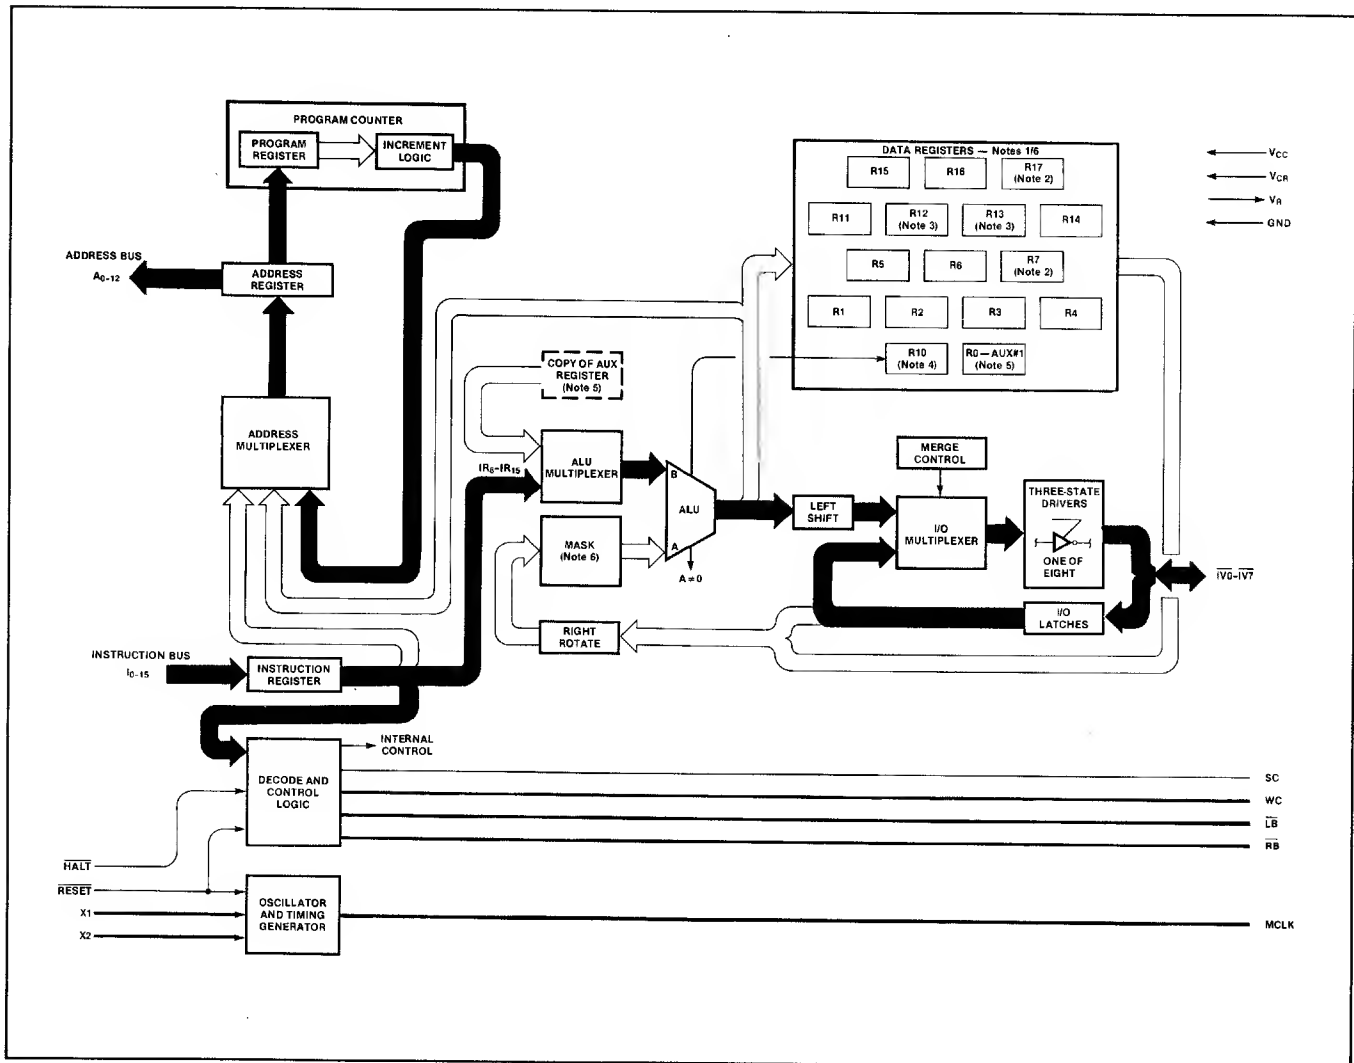 PROGRAM COUNTER
PROGRAM
REGISTER
INCREMENT
LOGIC
ADDRESS BUS
A0-12
ADDRESS
REGISTER
ADDRESS
MULTIPLEXER
DATA REGISTERS — Notes 1/6
R15
R16
R17
(Note 2)
R11
R12
(Note 3)
R13
(Note 3)
R14
R5
R6
R7
(Note 2)
R1
R2
R3
R4
R10
(Note 4)
R0—AUX#1
(Note 5)
VCC
VCR
VR
GND
COPY OF AUX
REGISTER
(Note 5)
IR8-IR15
ALU
MULTIPLEXER
B
ALU
A
A≠0
MASK
(Note 6)
RIGHT
ROTATE
LEFT
SHIFT
MERGE
CONTROL
I/O
MULTIPLEXER
THREE-STATE
DRIVERS
ONE OF
EIGHT
I/O
LATCHES
IV0-IV7
INSTRUCTION BUS
I0-15
INSTRUCTION
REGISTER
INTERNAL
CONTROL
DECODE AND
CONTROL
LOGIC
SC
WC
LB
RB
HALT
RESET
X1
X2
OSCILLATOR
AND TIMING
GENERATOR
MCLK